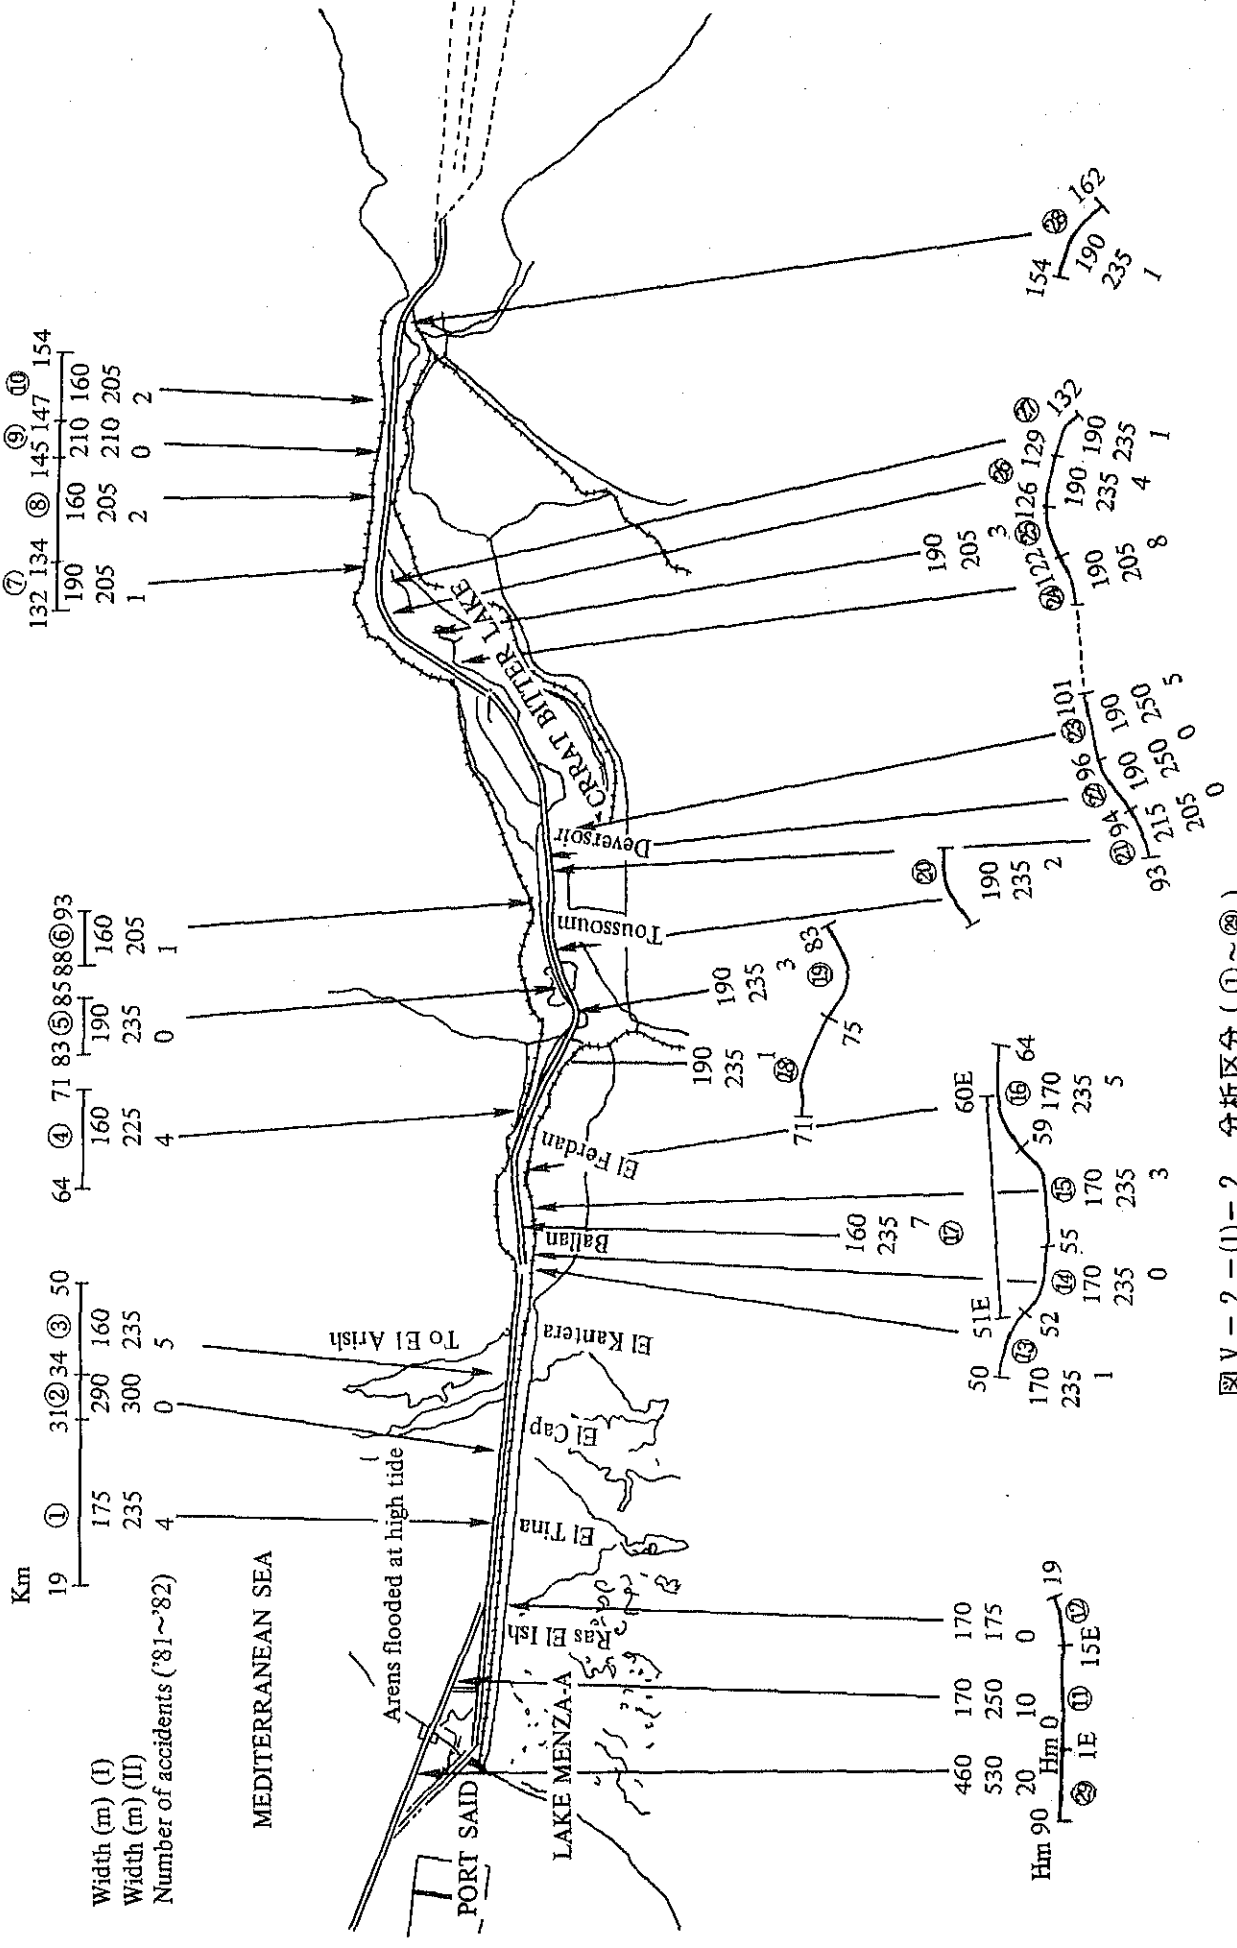 Km
19 ① 31 ② 34 ③ 50
175 290 160
235 300 235
4 0 5
64 ④ 71
160
225
4
83 ⑤ 85
190
235
0
88 ⑥ 93
160
205
1
132 ⑦ 134 ⑧ 145 ⑨ 147 ⑩ 154
190 160 210 160
205 205 210 205
1 2 0 2
Width (m) (I)
Width (m) (II)
Number of accidents ('81~'82)
MEDITERRANEAN SEA
Arens flooded at high tide
To El Arish
PORT SAID
LAKE MENZA-A
Ras El Ish
El Tina
El Cap
El Kantera
Ballan
El Ferdan
Toussoum
Deversoir
CRRAT BITTER LAKE
460 170 170
530 250 175
20 10 0
Hm 90 ㉙ Hm 0 1E ⑪ 15E ⑫ 19
50 ⑬ 51E 52 ⑭ 55 ⑮ 59 ⑯ 60E 64
170 170 170 170
235 235 235 235
1 0 3 5
160
235
7
⑰
190
235
1
⑱
71 75 83
190
235
3
⑲
⑳
190
235
2
93 ㉑ 94 ㉒ 96 ㉓ 101
215 190 190
205 250 250
0 0 5
190
205
3
㉔ 122 ㉕ 126 ㉖ 129 ㉗ 132
190 190 190
205 235 235
8 4 1
154 ㉘ 162
190
235
1
図 V－2－(1)－2 分析区分 (①～㉙)